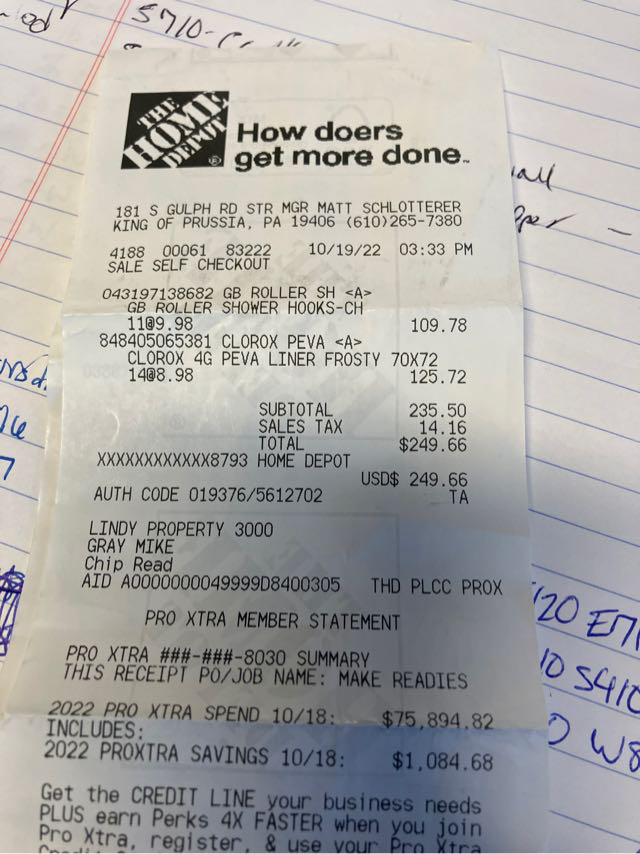 5710-
THE HOME DEPOT®
How doers
get more done.™
181 S GULPH RD STR MGR MATT SCHLOTTERER
KING OF PRUSSIA, PA 19406 (610)265-7380
4188 00061 83222 10/19/22 03:33 PM
SALE SELF CHECKOUT
043197138682 GB ROLLER SH <A>
GB ROLLER SHOWER HOOKS-CH
11@9.98 109.78
848405065381 CLOROX PEVA <A>
CLOROX 4G PEVA LINER FROSTY 70X72
14@8.98 125.72
SUBTOTAL 235.50
SALES TAX 14.16
TOTAL $249.66
XXXXXXXXXXXX8793 HOME DEPOT
USD$ 249.66
AUTH CODE 019376/5612702 TA
LINDY PROPERTY 3000
GRAY MIKE
Chip Read
AID A0000000049999D8400305 THD PLCC PROX
PRO XTRA MEMBER STATEMENT
PRO XTRA ###-###-8030 SUMMARY
THIS RECEIPT PO/JOB NAME: MAKE READIES
2022 PRO XTRA SPEND 10/18: $75,894.82
INCLUDES:
2022 PROXTRA SAVINGS 10/18: $1,084.68
Get the CREDIT LINE your business needs
PLUS earn Perks 4X FASTER when you join
Pro Xtra, register, & use your Pro Xtra